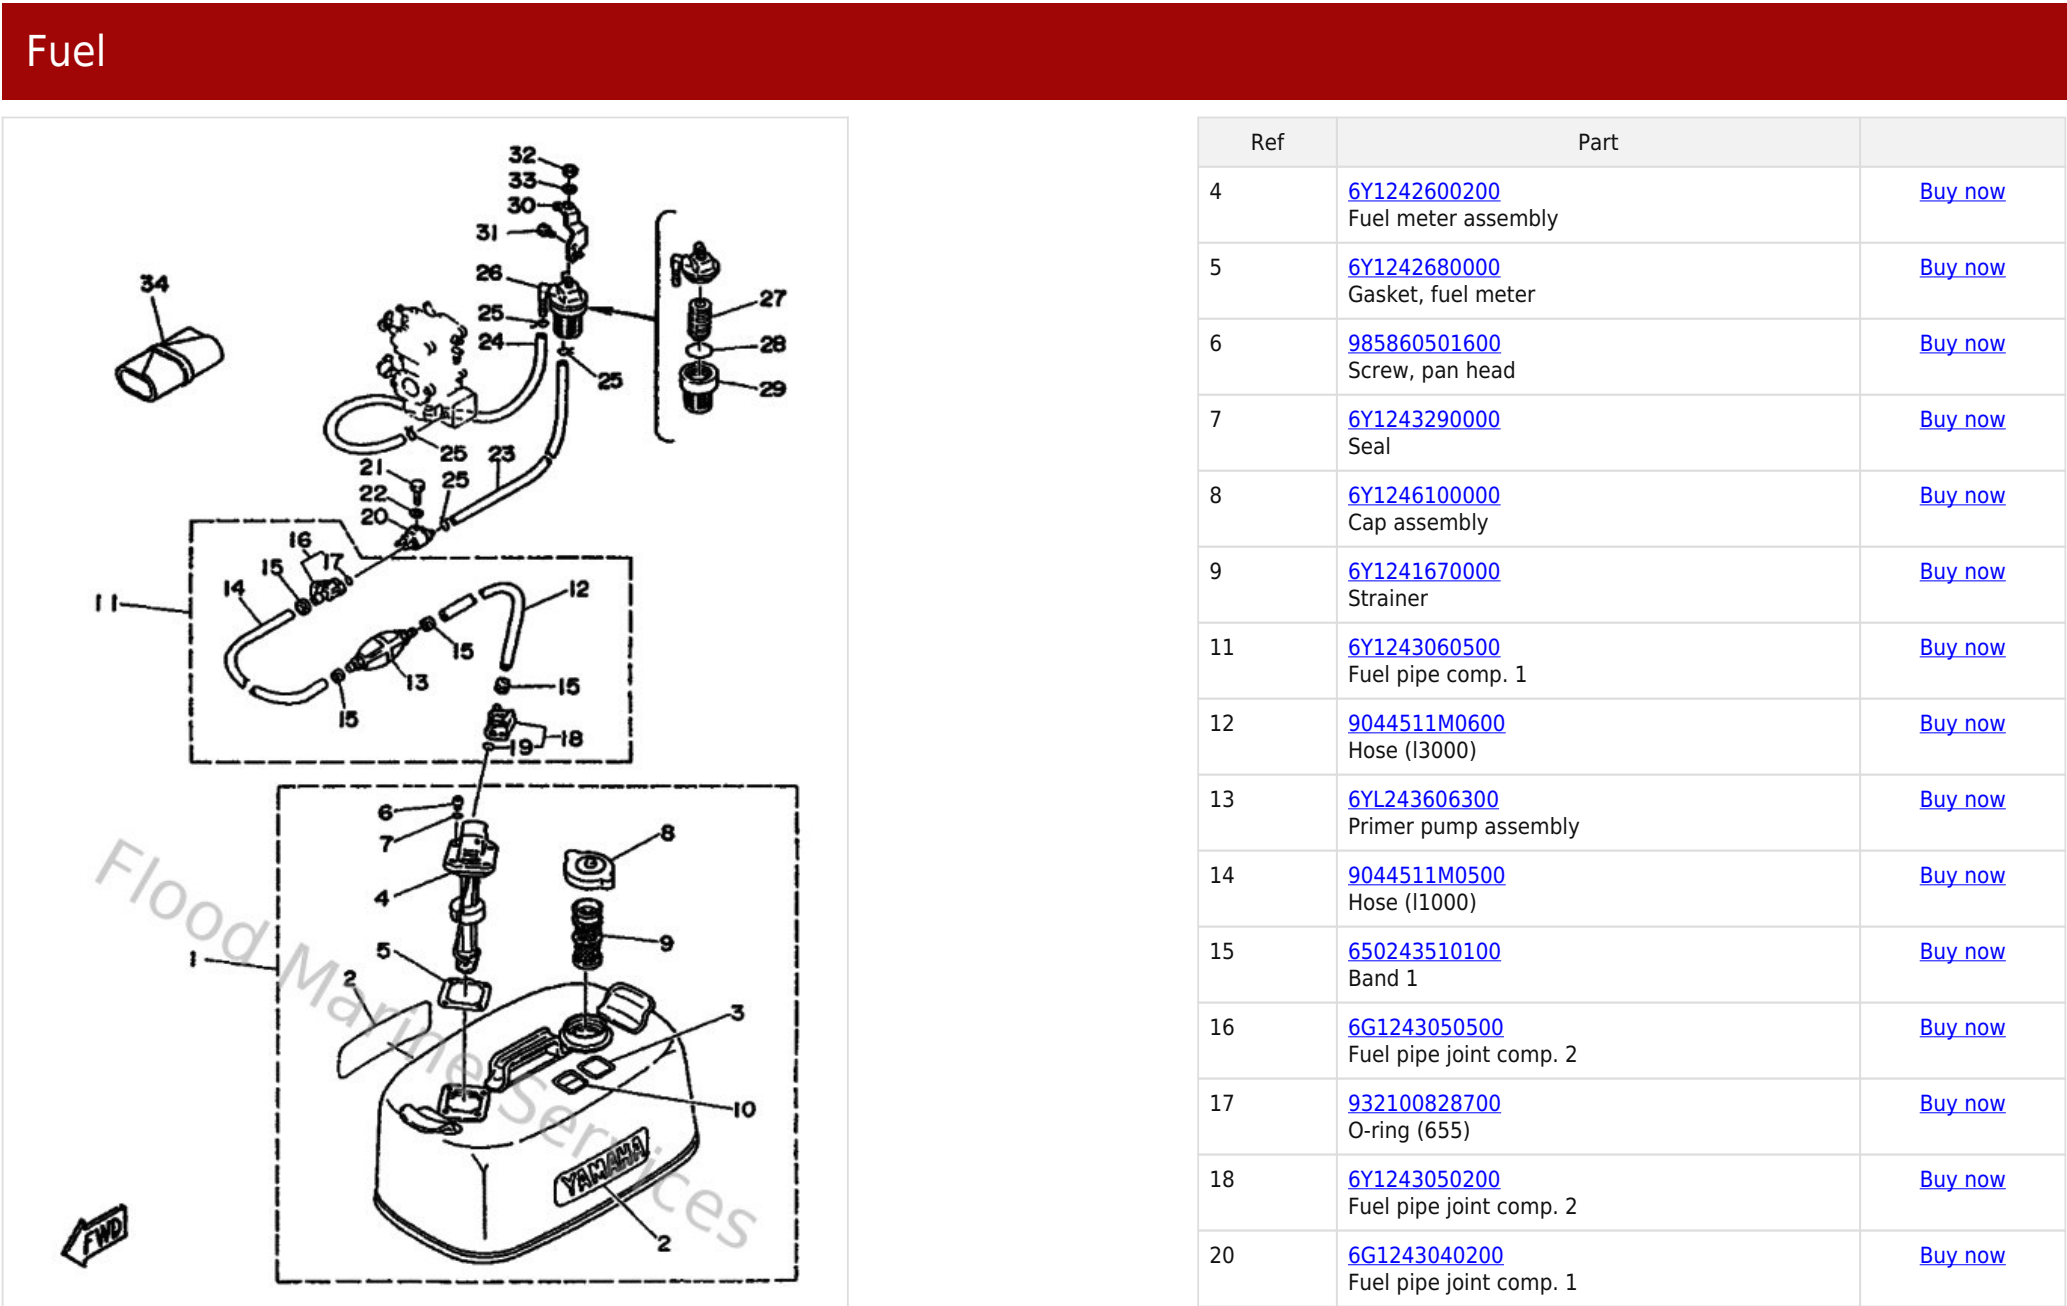 Fuel
32
33
30
31
26
25
24
25
27
28
29
34
25
23
21
25
22
20
16
17
15
14
11
12
15
13
15
15
18
19
6
7
8
4
9
5
1
2
3
10
YAMAHA
2
FWD
Flood Marine Services
Ref Part
4 6Y1242600200 Buy now
Fuel meter assembly
5 6Y1242680000 Buy now
Gasket, fuel meter
6 985860501600 Buy now
Screw, pan head
7 6Y1243290000 Buy now
Seal
8 6Y1246100000 Buy now
Cap assembly
9 6Y1241670000 Buy now
Strainer
11 6Y1243060500 Buy now
Fuel pipe comp. 1
12 9044511M0600 Buy now
Hose (l3000)
13 6YL243606300 Buy now
Primer pump assembly
14 9044511M0500 Buy now
Hose (l1000)
15 650243510100 Buy now
Band 1
16 6G1243050500 Buy now
Fuel pipe joint comp. 2
17 932100828700 Buy now
O-ring (655)
18 6Y1243050200 Buy now
Fuel pipe joint comp. 2
20 6G1243040200 Buy now
Fuel pipe joint comp. 1